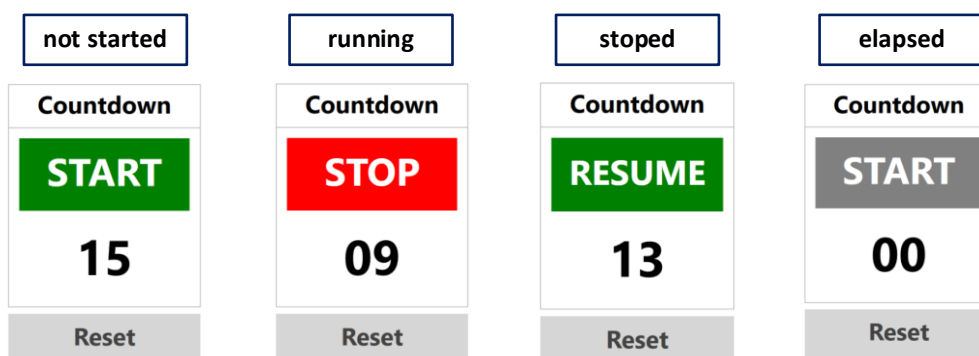 not started
running
stoped
elapsed
Countdown
START
15
Reset
Countdown
STOP
09
Reset
Countdown
RESUME
13
Reset
Countdown
START
00
Reset